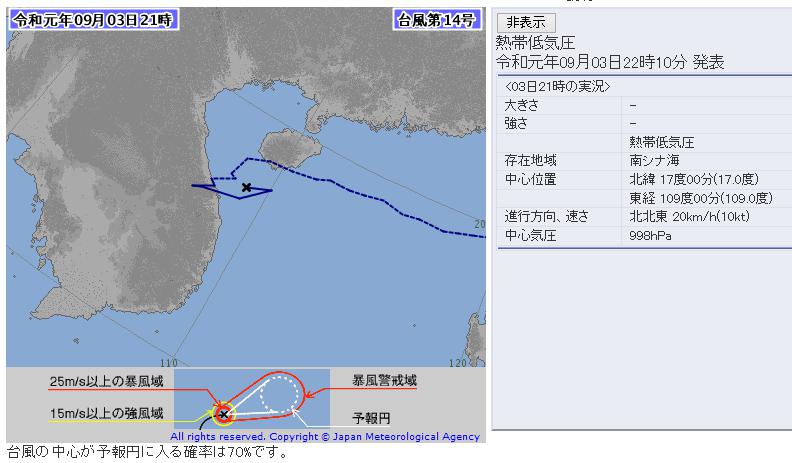 令和元年09月03日21時
台風第14号
20
110
120
25m/s以上の暴風域
暴風警戒域
15m/s以上の強風域
予報円
All rights reserved. Copyright © Japan Meteorological Agency
台風の中心が予報円に入る確率は70%です。
非表示
熱帯低気圧
令和元年09月03日22時10分 発表
<03日21時の実況>
大きさ -
強さ -
熱帯低気圧
存在地域 南シナ海
中心位置 北緯 17度00分(17.0度)
東経 109度00分(109.0度)
進行方向、速さ 北北東 20km/h(10kt)
中心気圧 998hPa